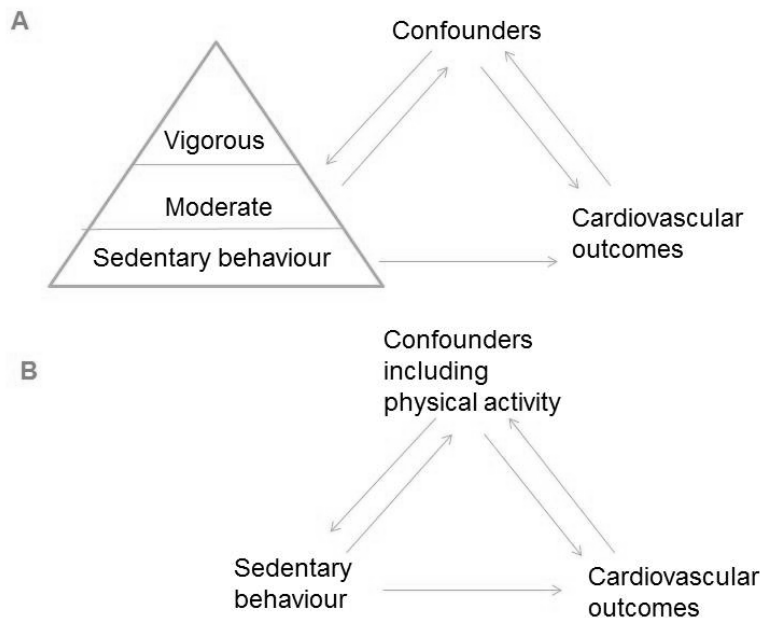 A
Confounders
Vigorous
Moderate
Sedentary behaviour
Cardiovascular
outcomes
B
Confounders
including
physical activity
Sedentary
behaviour
Cardiovascular
outcomes